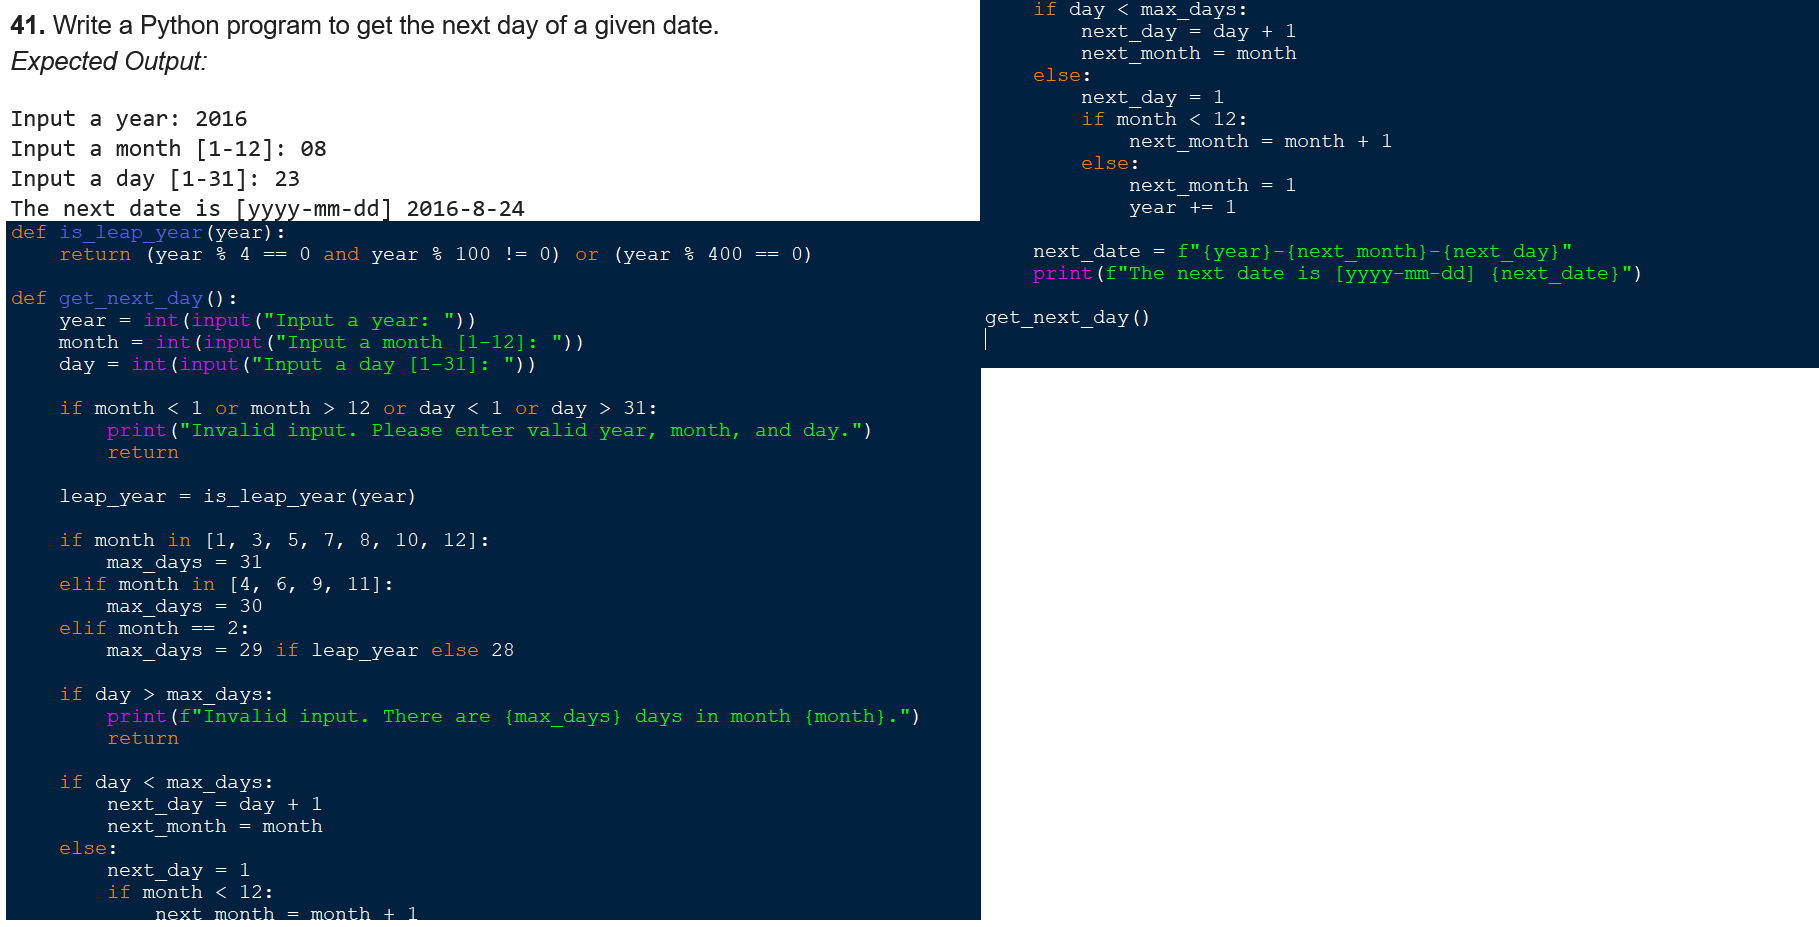 41. Write a Python program to get the next day of a given date.
Expected Output:
Input a year: 2016
Input a month [1-12]: 08
Input a day [1-31]: 23
The next date is [yyyy-mm-dd] 2016-8-24
def is_leap_year(year):
    return (year % 4 == 0 and year % 100 != 0) or (year % 400 == 0)
def get_next_day():
    year = int(input("Input a year: "))
    month = int(input("Input a month [1-12]: "))
    day = int(input("Input a day [1-31]: "))
    if month < 1 or month > 12 or day < 1 or day > 31:
        print("Invalid input. Please enter valid year, month, and day.")
        return
    leap_year = is_leap_year(year)
    if month in [1, 3, 5, 7, 8, 10, 12]:
        max_days = 31
    elif month in [4, 6, 9, 11]:
        max_days = 30
    elif month == 2:
        max_days = 29 if leap_year else 28
    if day > max_days:
        print(f"Invalid input. There are {max_days} days in month {month}.")
        return
    if day < max_days:
        next_day = day + 1
        next_month = month
    else:
        next_day = 1
        if month < 12:
            next_month = month + 1
    if day < max_days:
        next_day = day + 1
        next_month = month
    else:
        next_day = 1
        if month < 12:
            next_month = month + 1
        else:
            next_month = 1
            year += 1
    next_date = f"{year}-{next_month}-{next_day}"
    print(f"The next date is [yyyy-mm-dd] {next_date}")
get_next_day()